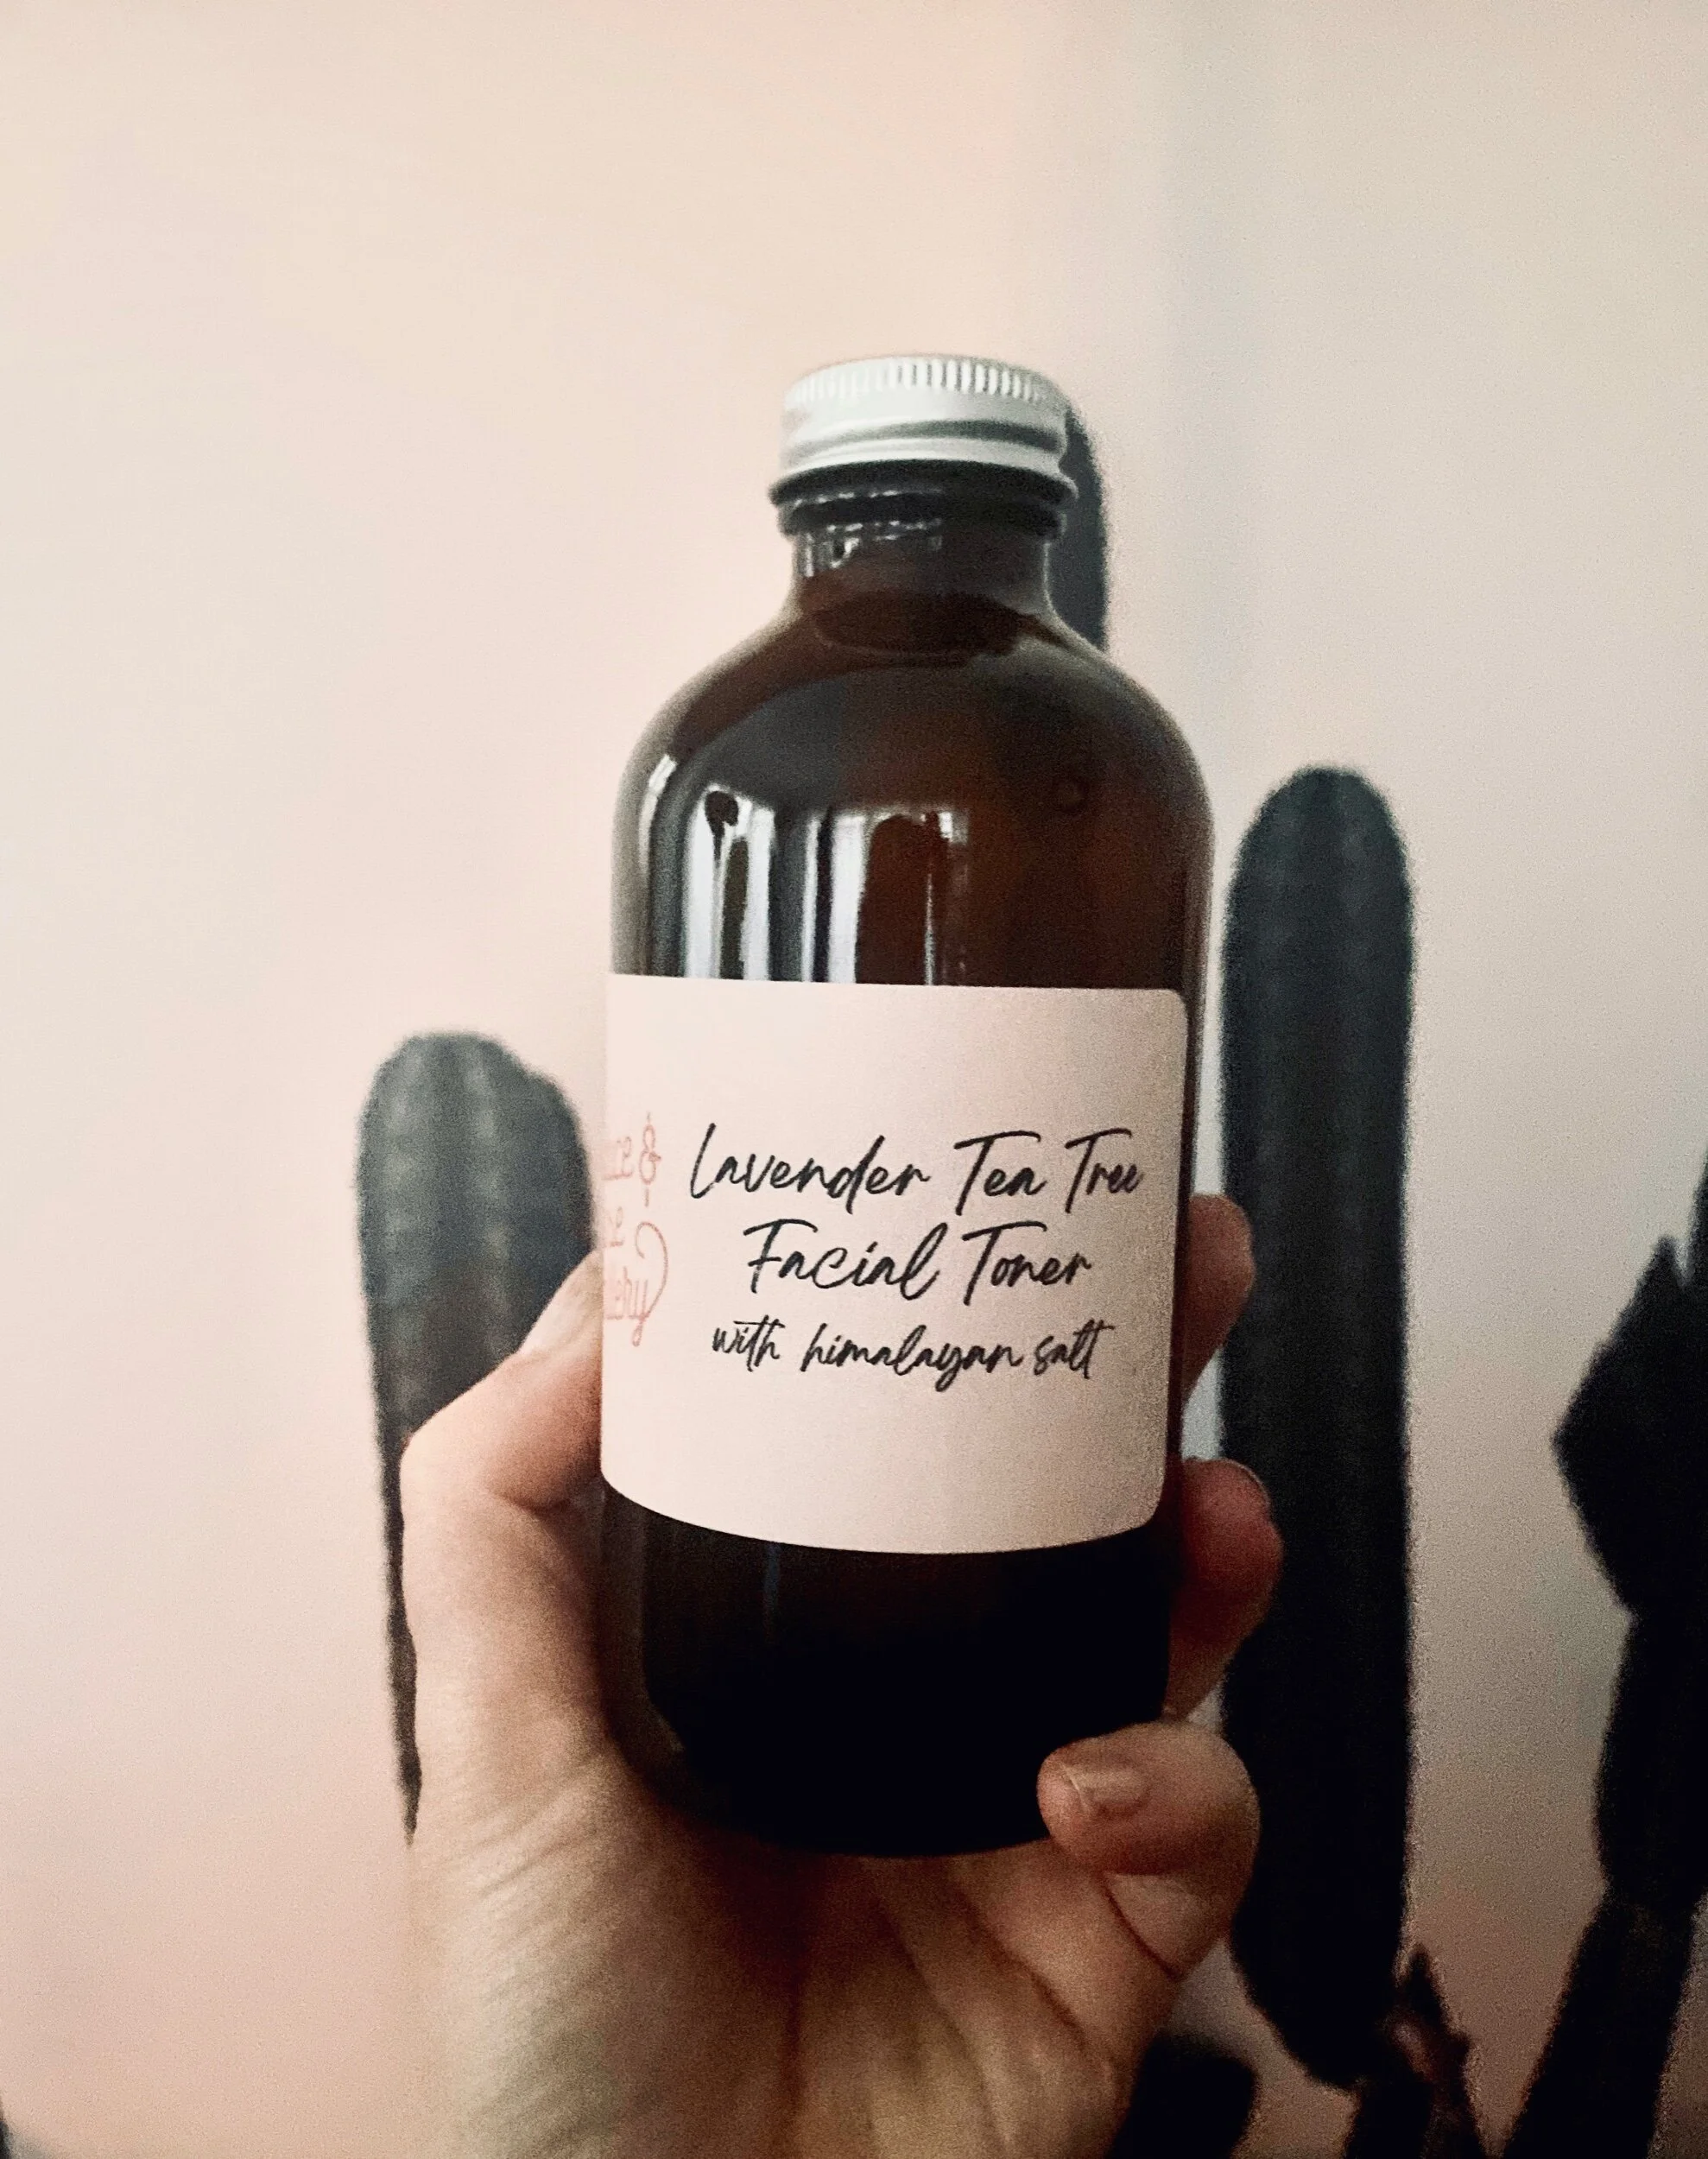 Lavender Tea Tree
Facial Toner
with himalayan salt